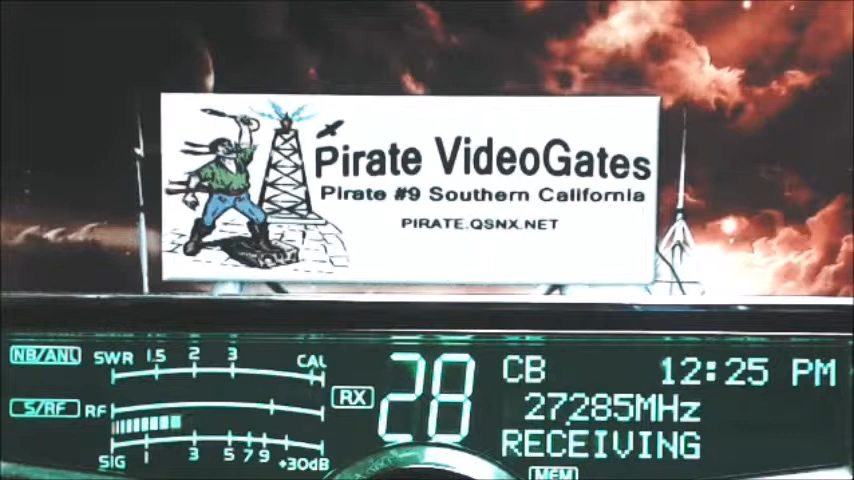 Pirate VideoGates
Pirate #9 Southern California
PIRATE.QSNX.NET
NB/ANL SWR 1.5 2 3 CAL
S/RF RF
SIG 1 3 5 7 9 +30dB
RX
28
CB 12:25 PM
27.285MHz
RECEIVING
MEM